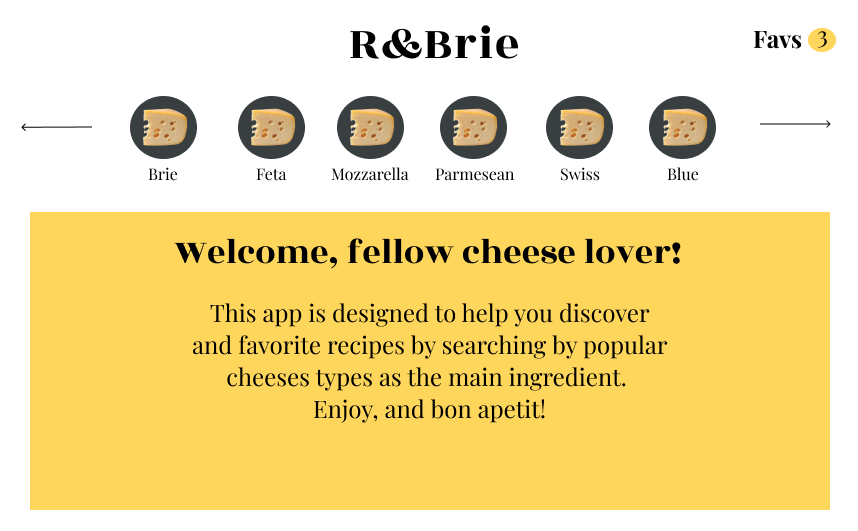 R&Brie
Favs 3
Brie Feta Mozzarella Parmesean Swiss Blue
Welcome, fellow cheese lover!
This app is designed to help you discover
and favorite recipes by searching by popular
cheeses types as the main ingredient.
Enjoy, and bon apetit!